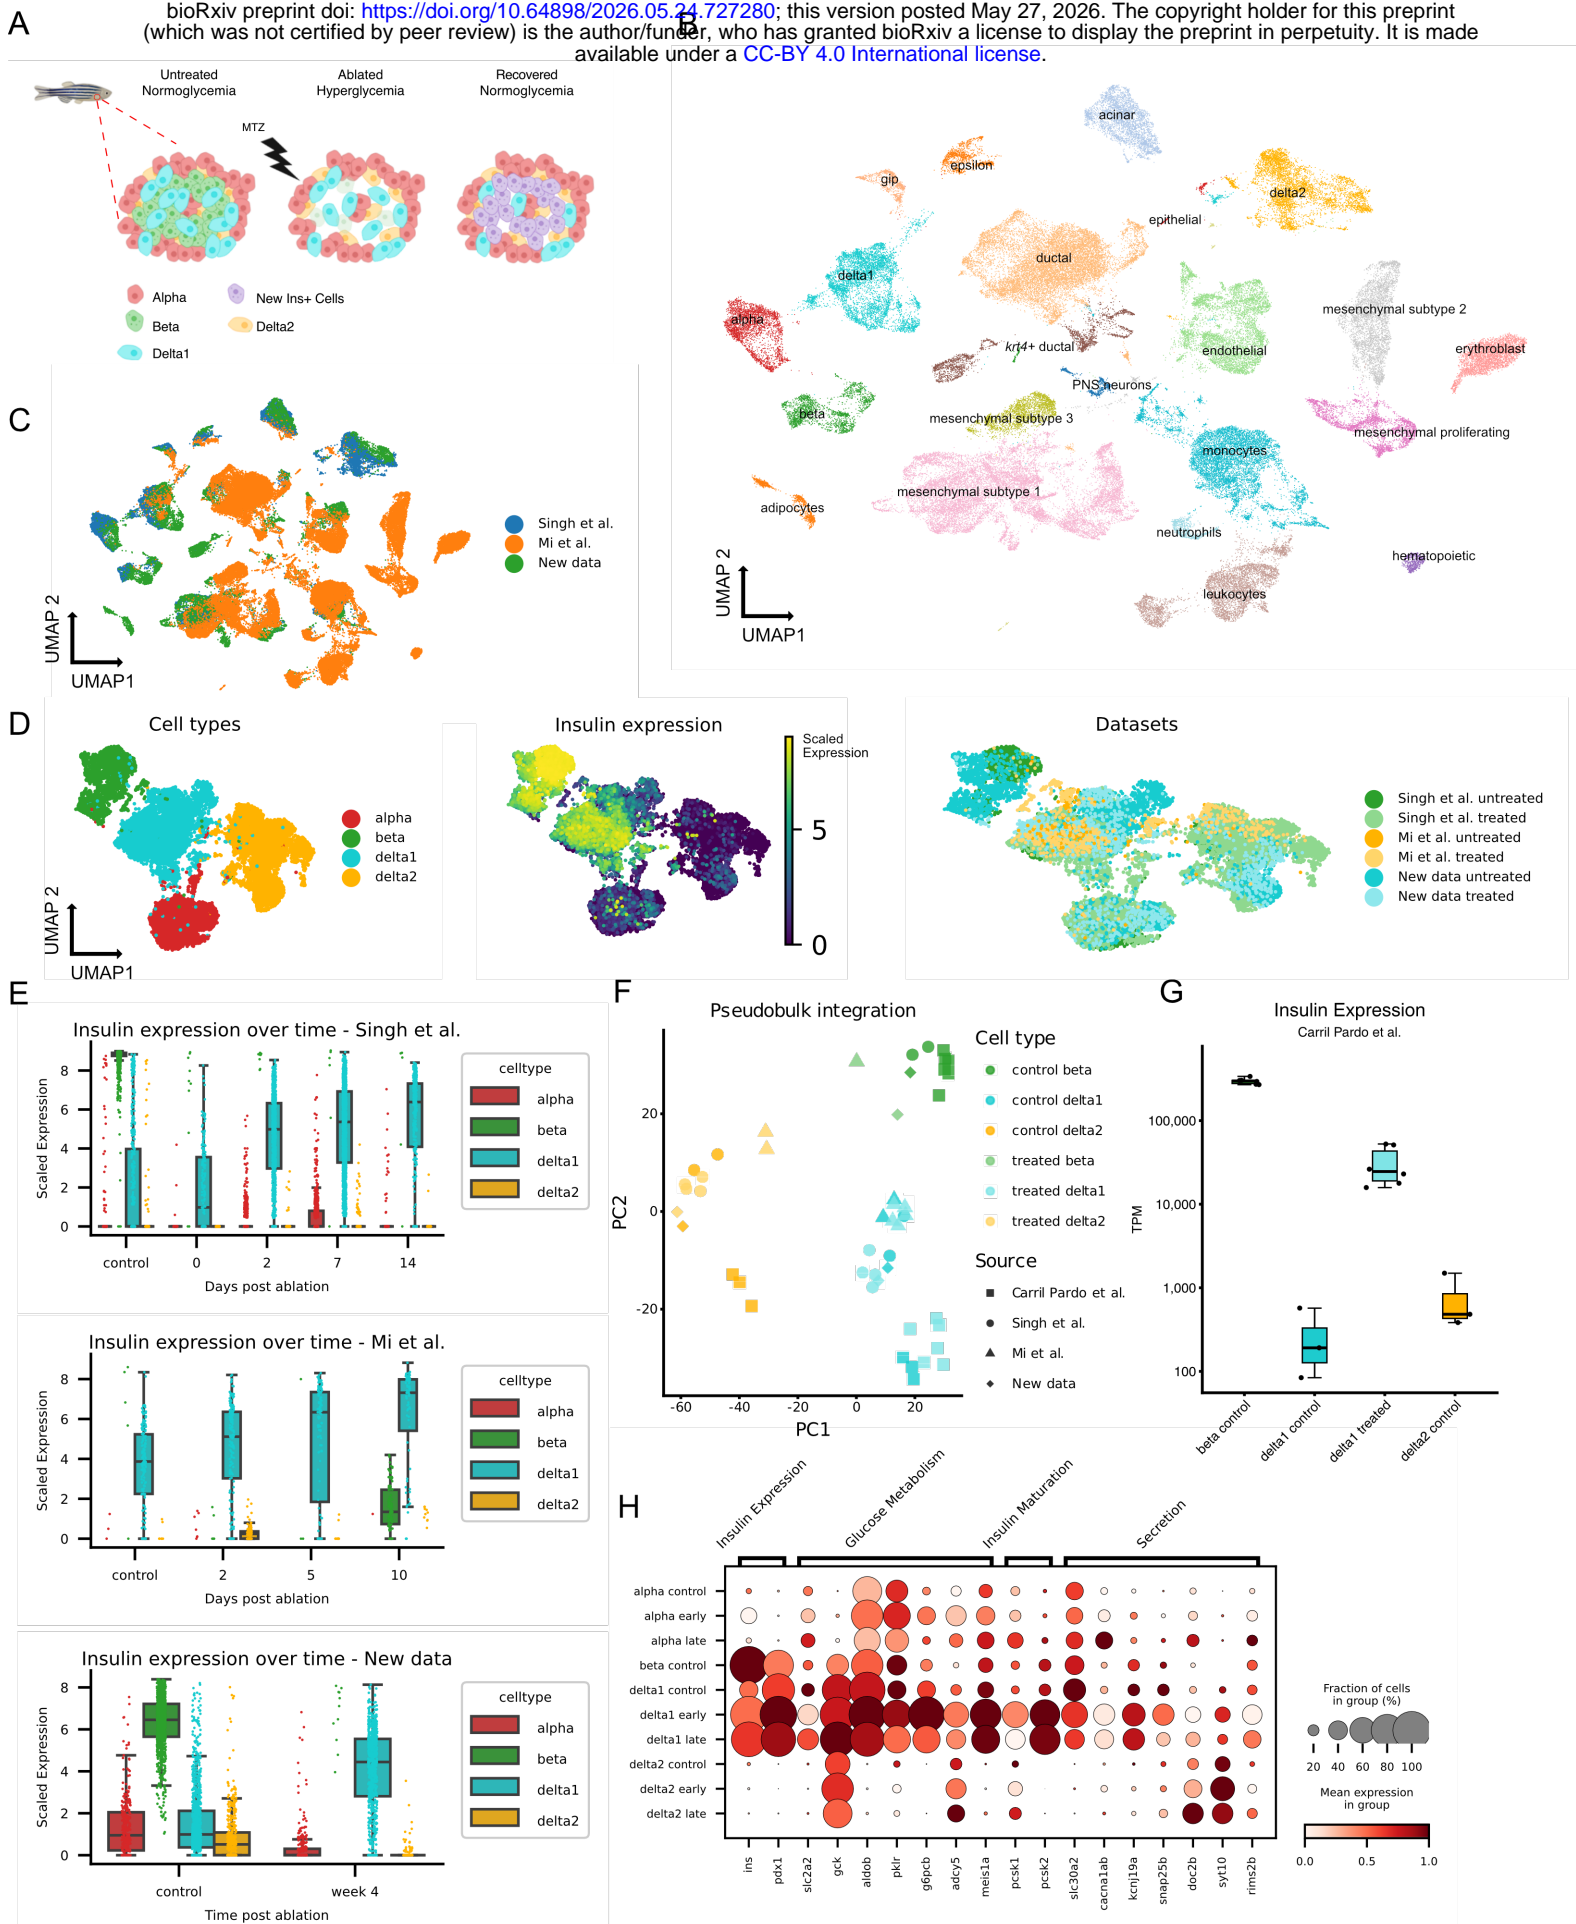 bioRxiv preprint doi: https://doi.org/10.64898/2026.05.24.727280; this version posted May 27, 2026. The copyright holder for this preprint
(which was not certified by peer review) is the author/funder, who has granted bioRxiv a license to display the preprint in perpetuity. It is made
available under a CC-BY 4.0 International license.
A
Untreated
Normoglycemia
Ablated
Hyperglycemia
Recovered
Normoglycemia
MTZ
Alpha
New Ins+ Cells
Beta
Delta2
Delta1
B
acinar
epsilon
gip
delta2
epithelial
ductal
delta1
mesenchymal subtype 2
alpha
krt4+ ductal
endothelial
erythroblast
PNS neurons
beta
mesenchymal subtype 3
mesenchymal proliferating
monocytes
mesenchymal subtype 1
adipocytes
neutrophils
hematopoietic
leukocytes
UMAP 2
UMAP1
C
Singh et al.
Mi et al.
New data
UMAP 2
UMAP1
D
Cell types
alpha
beta
delta1
delta2
UMAP 2
UMAP1
Insulin expression
Scaled
Expression
5
0
Datasets
Singh et al. untreated
Singh et al. treated
Mi et al. untreated
Mi et al. treated
New data untreated
New data treated
E
Insulin expression over time - Singh et al.
Scaled Expression
8
6
4
2
0
control
0
2
7
14
Days post ablation
celltype
alpha
beta
delta1
delta2
Insulin expression over time - Mi et al.
Scaled Expression
8
6
4
2
0
control
2
5
10
Days post ablation
celltype
alpha
beta
delta1
delta2
Insulin expression over time - New data
Scaled Expression
8
6
4
2
0
control
week 4
Time post ablation
celltype
alpha
beta
delta1
delta2
F
Pseudobulk integration
PC2
20
0
-20
-60
-40
-20
0
20
PC1
Cell type
control beta
control delta1
control delta2
treated beta
treated delta1
treated delta2
Source
Carril Pardo et al.
Singh et al.
Mi et al.
New data
G
Insulin Expression
Carril Pardo et al.
TPM
100,000
10,000
1,000
100
beta control
delta1 control
delta1 treated
delta2 control
H
Insulin Expression
Glucose Metabolism
Insulin Maturation
Secretion
alpha control
alpha early
alpha late
beta control
delta1 control
delta1 early
delta1 late
delta2 control
delta2 early
delta2 late
ins
pdx1
slc2a2
gck
aldob
pklr
g6pcb
adcy5
meis1a
pcsk1
pcsk2
slc30a2
cacna1ab
kcnj19a
snap25b
doc2b
syt10
rims2b
Fraction of cells
in group (%)
20 40 60 80 100
Mean expression
in group
0.0 0.5 1.0